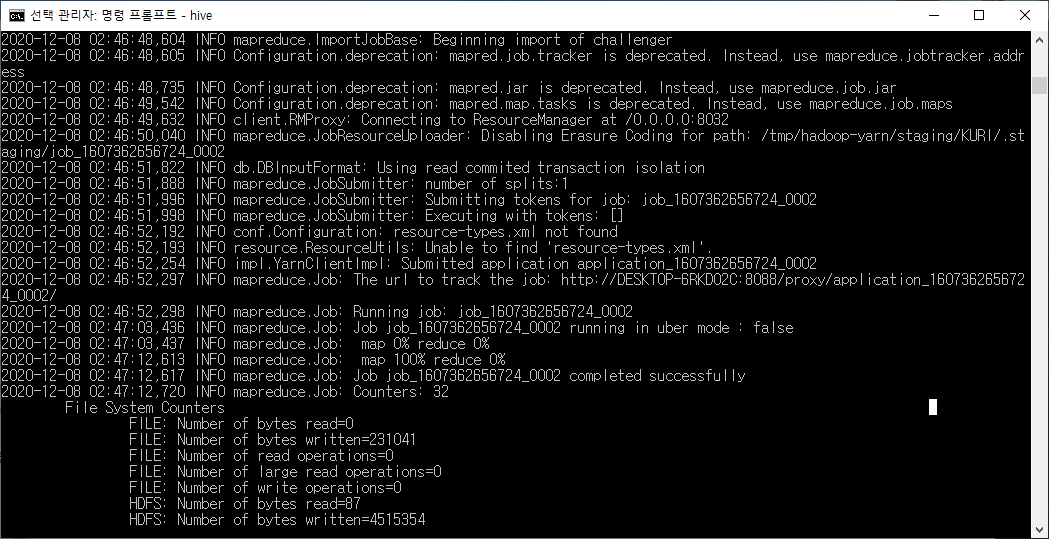 선택 관리자: 명령 프롬프트 - hive
2020-12-08 02:46:48,604 INFO mapreduce.ImportJobBase: Beginning import of challenger
2020-12-08 02:46:48,605 INFO Configuration.deprecation: mapred.job.tracker is deprecated. Instead, use mapreduce.jobtracker.addr
ess
2020-12-08 02:46:48,735 INFO Configuration.deprecation: mapred.jar is deprecated. Instead, use mapreduce.job.jar
2020-12-08 02:46:49,542 INFO Configuration.deprecation: mapred.map.tasks is deprecated. Instead, use mapreduce.job.maps
2020-12-08 02:46:49,632 INFO client.RMProxy: Connecting to ResourceManager at /0.0.0.0:8032
2020-12-08 02:46:50,040 INFO mapreduce.JobResourceUploader: Disabling Erasure Coding for path: /tmp/hadoop-yarn/staging/KURI/.st
aging/job_1607362656724_0002
2020-12-08 02:46:51,822 INFO db.DBInputFormat: Using read commited transaction isolation
2020-12-08 02:46:51,888 INFO mapreduce.JobSubmitter: number of splits:1
2020-12-08 02:46:51,996 INFO mapreduce.JobSubmitter: Submitting tokens for job: job_1607362656724_0002
2020-12-08 02:46:51,998 INFO mapreduce.JobSubmitter: Executing with tokens: []
2020-12-08 02:46:52,192 INFO conf.Configuration: resource-types.xml not found
2020-12-08 02:46:52,193 INFO resource.ResourceUtils: Unable to find 'resource-types.xml'.
2020-12-08 02:46:52,254 INFO impl.YarnClientImpl: Submitted application application_1607362656724_0002
2020-12-08 02:46:52,297 INFO mapreduce.Job: The url to track the job: http://DESKTOP-6RKDO2C:8088/proxy/application_160736265672
4_0002/
2020-12-08 02:46:52,298 INFO mapreduce.Job: Running job: job_1607362656724_0002
2020-12-08 02:47:03,436 INFO mapreduce.Job: Job job_1607362656724_0002 running in uber mode : false
2020-12-08 02:47:03,437 INFO mapreduce.Job:  map 0% reduce 0%
2020-12-08 02:47:12,613 INFO mapreduce.Job:  map 100% reduce 0%
2020-12-08 02:47:12,617 INFO mapreduce.Job: Job job_1607362656724_0002 completed successfully
2020-12-08 02:47:12,720 INFO mapreduce.Job: Counters: 32
File System Counters
FILE: Number of bytes read=0
FILE: Number of bytes written=231041
FILE: Number of read operations=0
FILE: Number of large read operations=0
FILE: Number of write operations=0
HDFS: Number of bytes read=87
HDFS: Number of bytes written=4515354